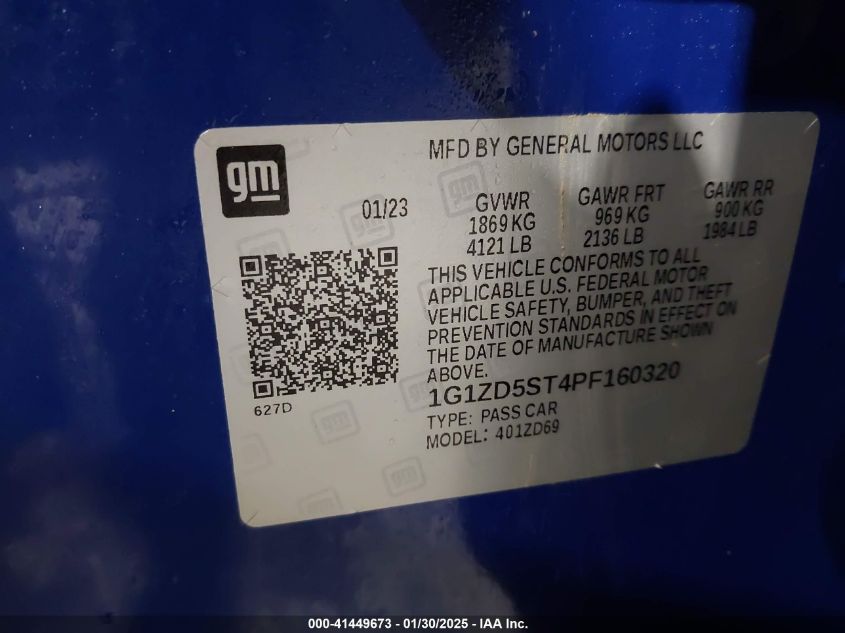 gm
MFD BY GENERAL MOTORS LLC
01/23
GVWR GAWR FRT GAWR RR
1869 KG 969 KG 900 KG
4121 LB 2136 LB 1984 LB
THIS VEHICLE CONFORMS TO ALL
APPLICABLE U.S. FEDERAL MOTOR
VEHICLE SAFETY, BUMPER, AND THEFT
PREVENTION STANDARDS IN EFFECT ON
THE DATE OF MANUFACTURE SHOWN
ABOVE.
627D
1G1ZD5ST4PF160320
TYPE: PASS CAR
MODEL: 401ZD69
000-41449673 - 01/30/2025 - IAA Inc.